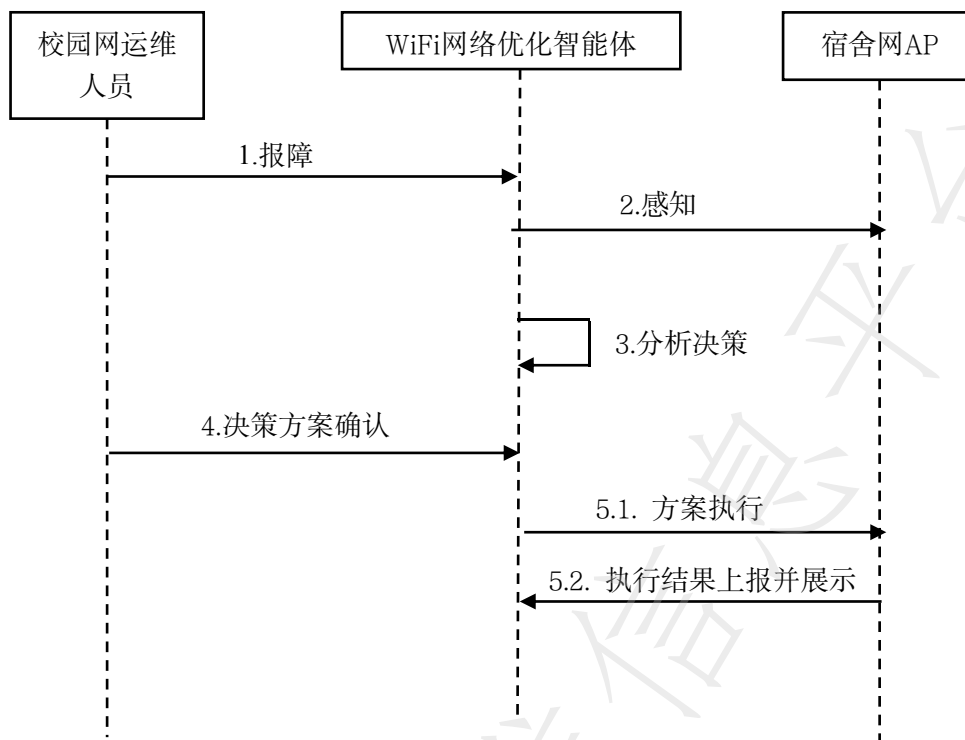 校园网运维
人员
WiFi网络优化智能体
宿舍网AP
1.报障
2.感知
3.分析决策
4.决策方案确认
5.1. 方案执行
5.2. 执行结果上报并展示
信息平